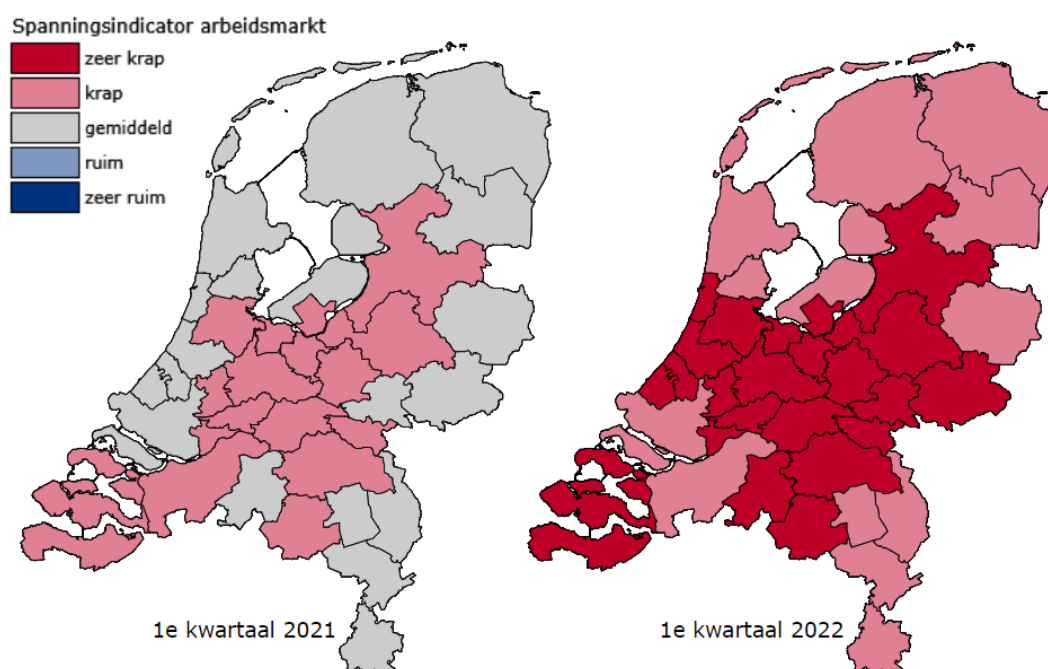 Spanningsindicator arbeidsmarkt
zeer krap
krap
gemiddeld
ruim
zeer ruim
1e kwartaal 2021
1e kwartaal 2022